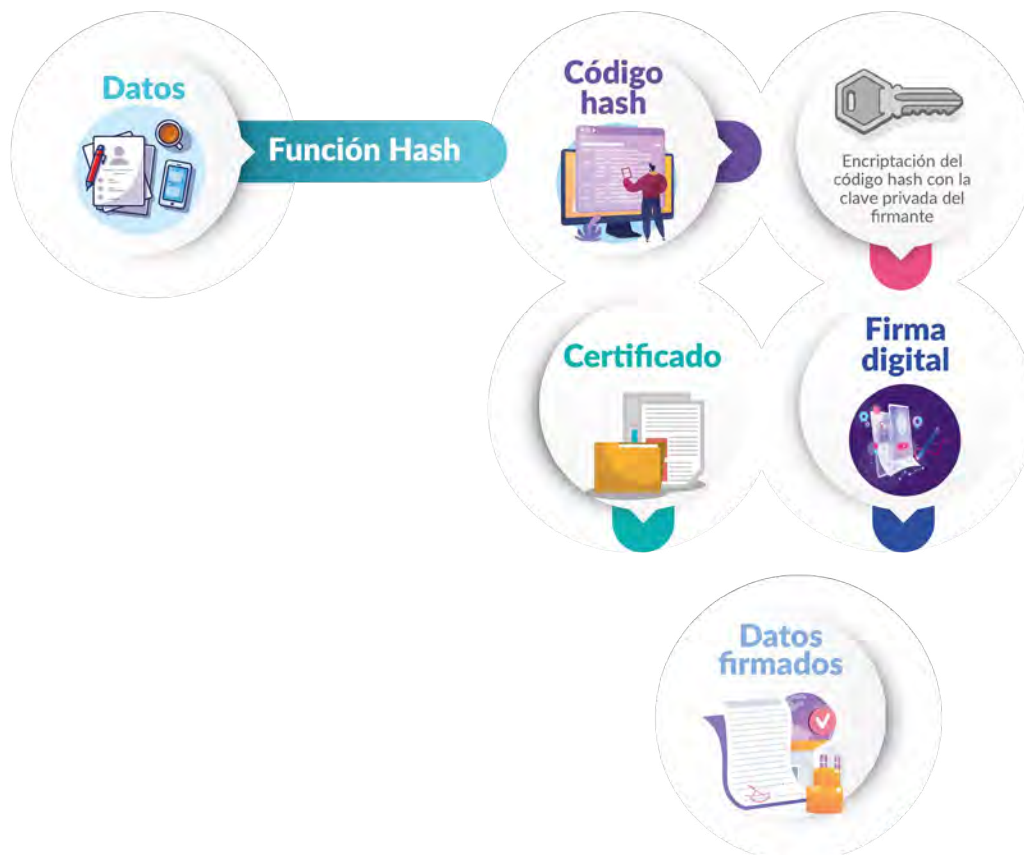 Datos
Función Hash
Código
hash
Encriptación del
código hash con la
clave privada del
firmante
Certificado
Firma
digital
Datos
firmados